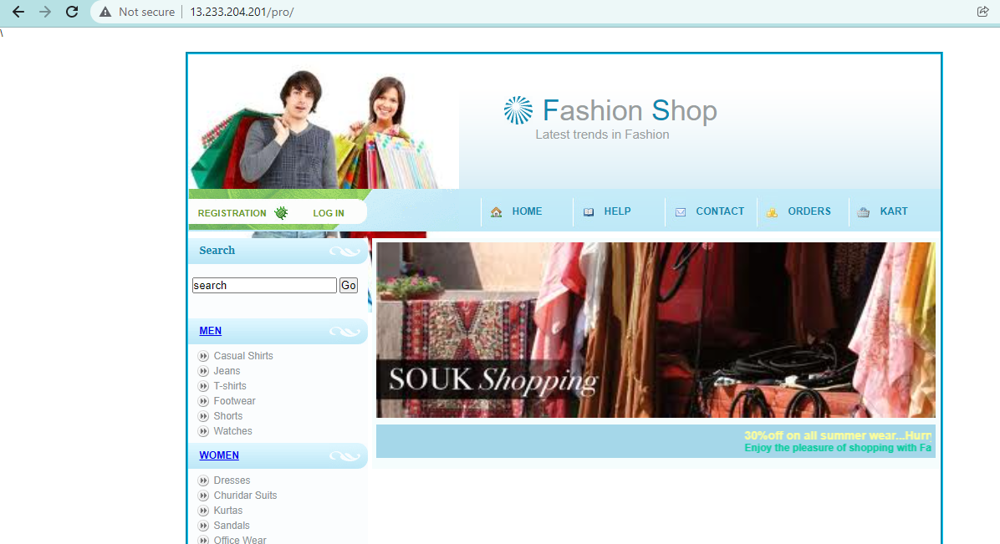 Not secure | 13.233.204.201/pro/
\
Fashion Shop
Latest trends in Fashion
REGISTRATION LOG IN
HOME HELP CONTACT ORDERS KART
Search
search Go
MEN
Casual Shirts
Jeans
T-shirts
Footwear
Shorts
Watches
WOMEN
Dresses
Churidar Suits
Kurtas
Sandals
Office Wear
SOUK Shopping
30%off on all summer wear...Hurr
Enjoy the pleasure of shopping with Fa